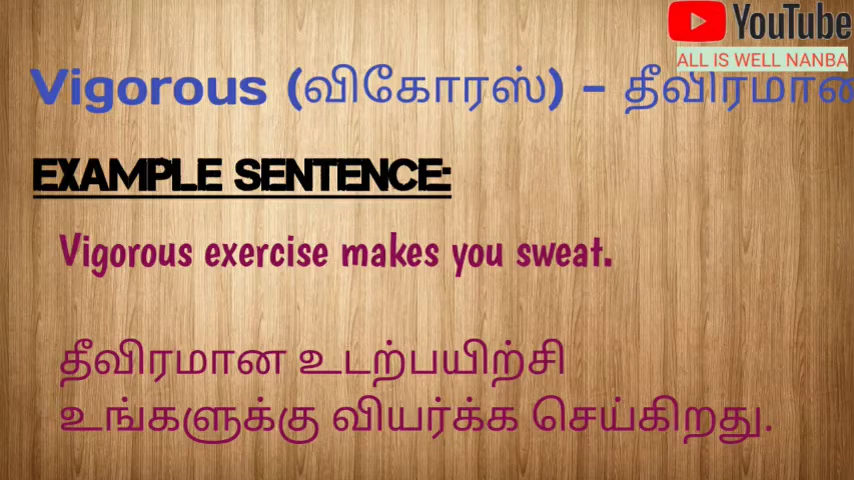 YouTube
ALL IS WELL NANBA
Vigorous (விகோரஸ்) - தீவிரமான
EXAMPLE SENTENCE:
Vigorous exercise makes you sweat.
தீவிரமான உடற்பயிற்சி
உங்களுக்கு வியர்க்க செய்கிறது.